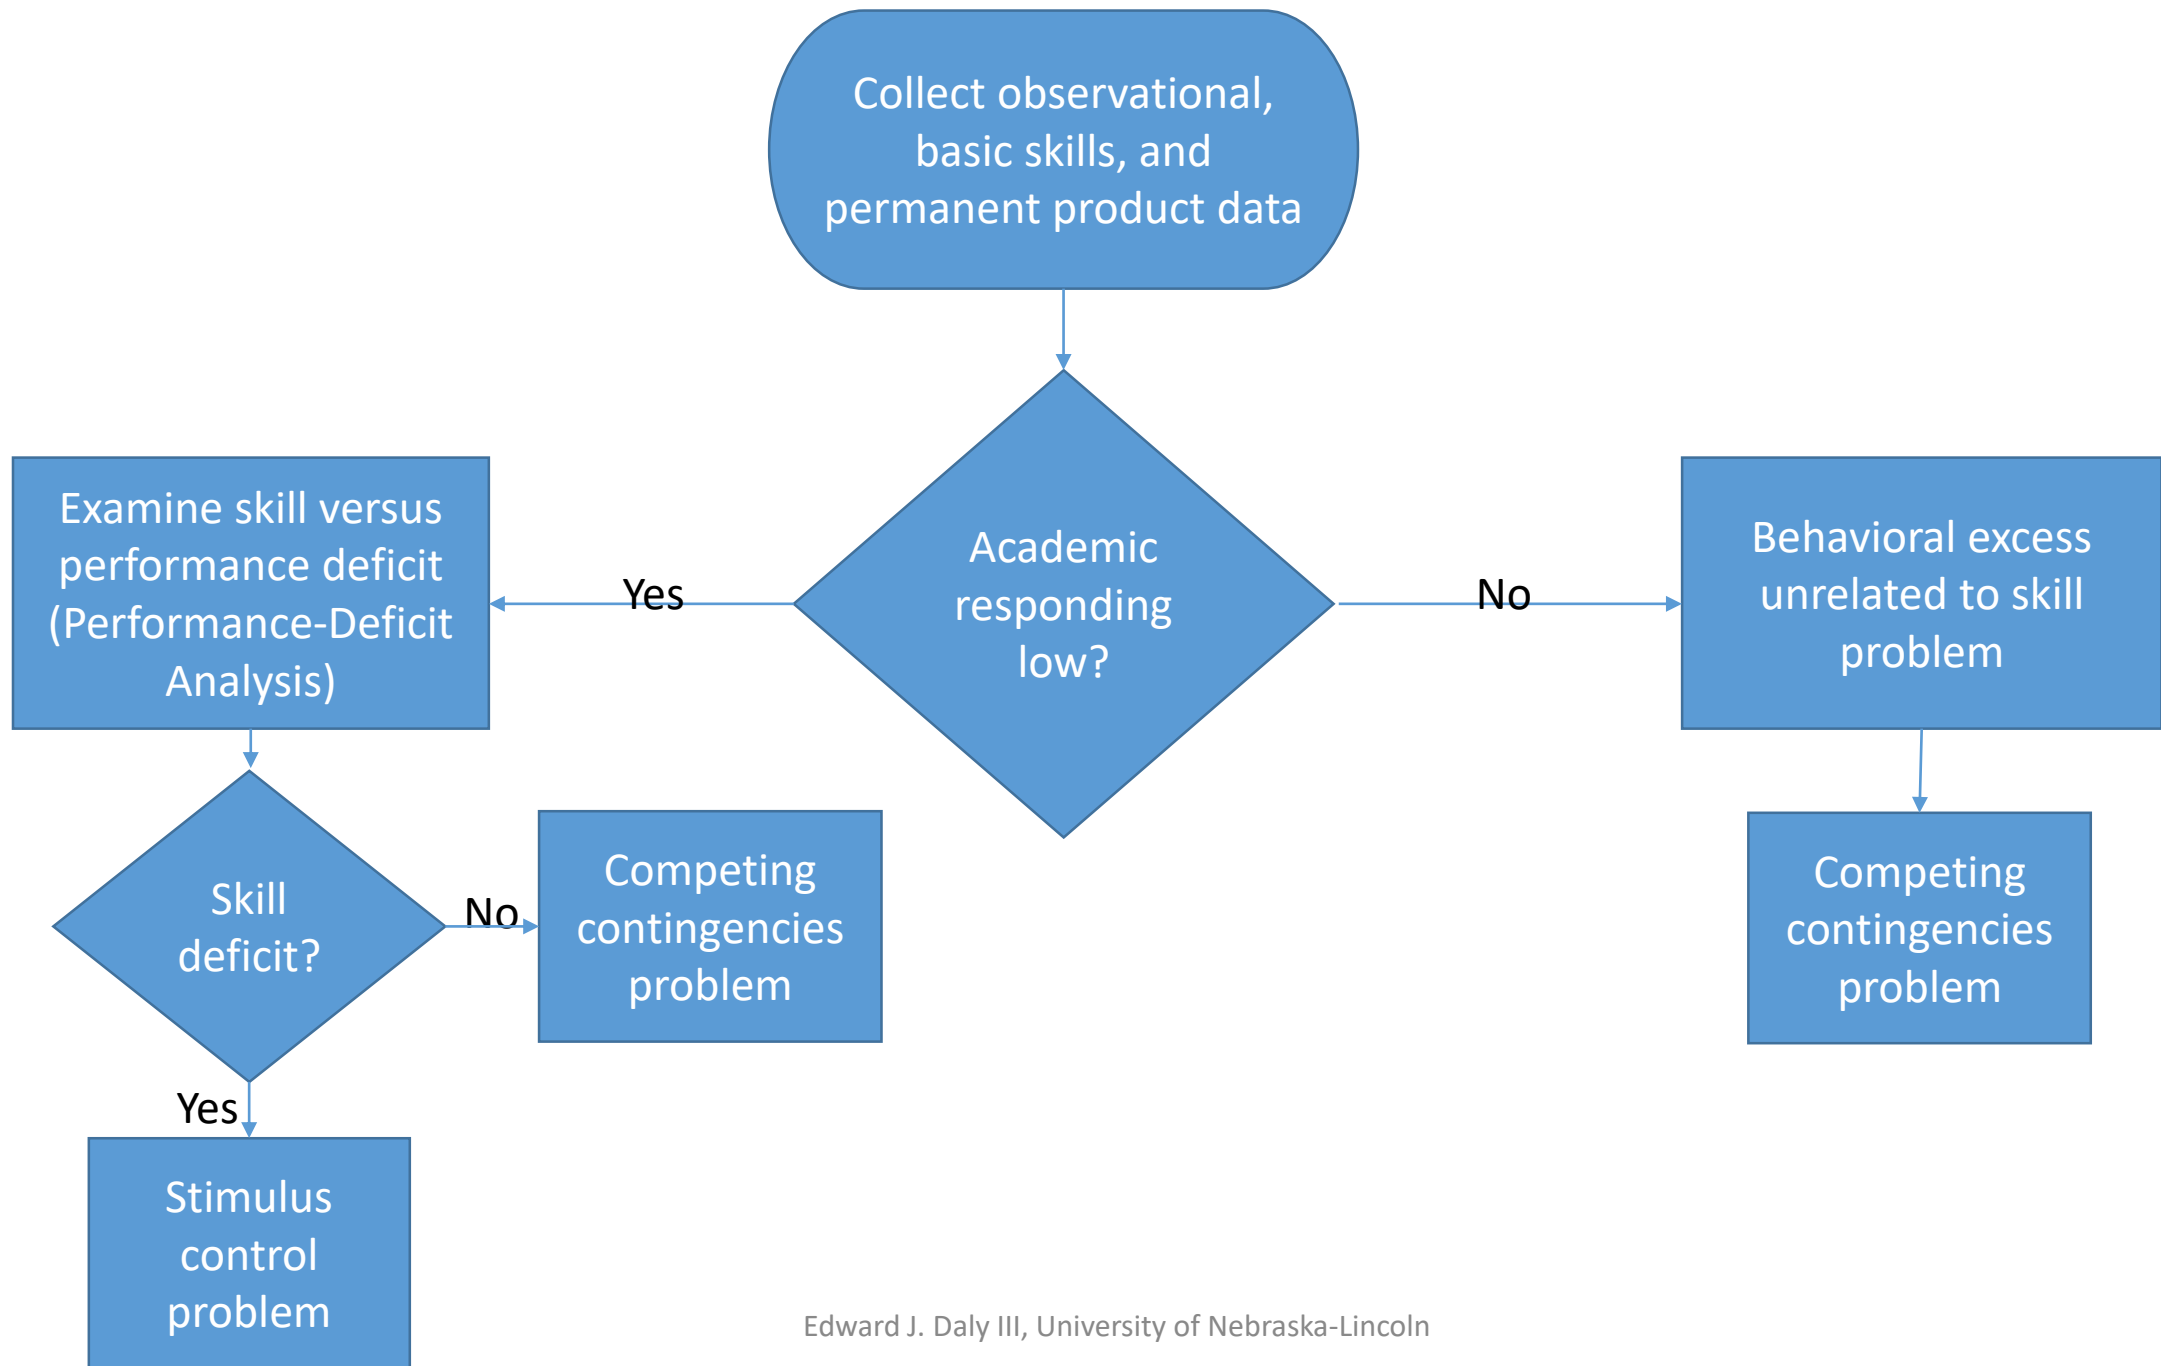 Collect observational,
basic skills, and
permanent product data
Academic
responding
low?
Yes
No
Examine skill versus
performance deficit
(Performance-Deficit
Analysis)
Behavioral excess
unrelated to skill
problem
Skill
deficit?
No
Competing
contingencies
problem
Competing
contingencies
problem
Yes
Stimulus
control
problem
Edward J. Daly III, University of Nebraska-Lincoln